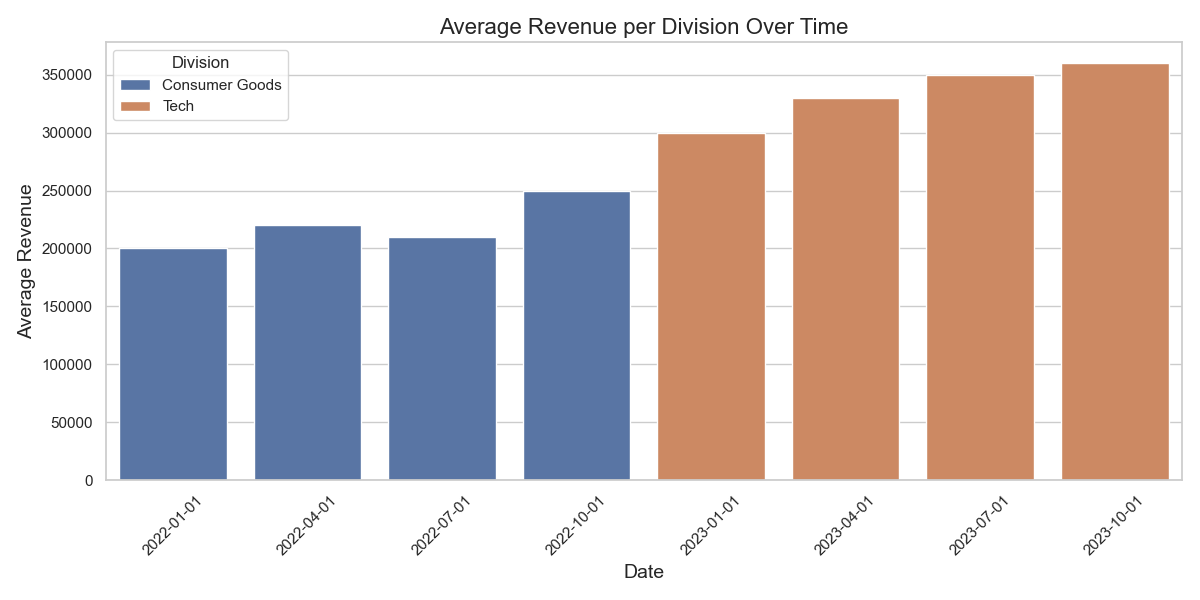 Average Revenue per Division Over Time
Division
Consumer Goods
Tech
Average Revenue
350000
300000
250000
200000
150000
100000
50000
0
2022-01-01
2022-04-01
2022-07-01
2022-10-01
2023-01-01
2023-04-01
2023-07-01
2023-10-01
Date